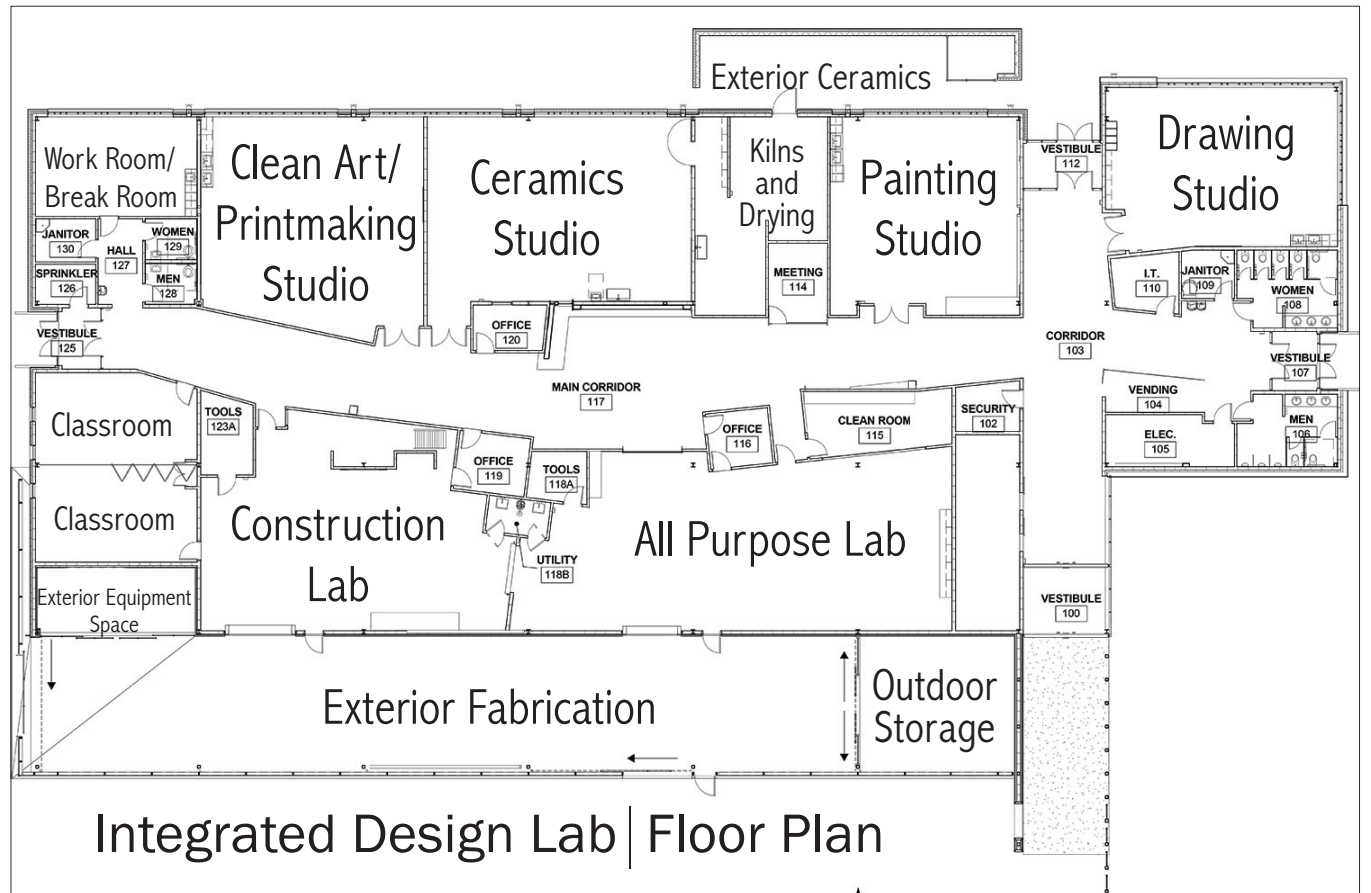 Exterior Ceramics
Work Room/
Break Room
Clean Art/
Printmaking
Studio
Ceramics
Studio
Kilns
and
Drying
Painting
Studio
VESTIBULE
112
Drawing
Studio
JANITOR
130
HALL
127
WOMEN
129
SPRINKLER
126
MEN
128
MEETING
114
I.T.
110
JANITOR
109
WOMEN
108
VESTIBULE
125
OFFICE
120
CORRIDOR
103
VESTIBULE
107
MAIN CORRIDOR
117
VENDING
104
Classroom
TOOLS
123A
OFFICE
116
CLEAN ROOM
115
SECURITY
102
ELEC.
105
MEN
106
OFFICE
119
TOOLS
118A
Classroom
Construction
Lab
All Purpose Lab
UTILITY
118B
Exterior Equipment
Space
VESTIBULE
100
Exterior Fabrication
Outdoor
Storage
Integrated Design Lab | Floor Plan